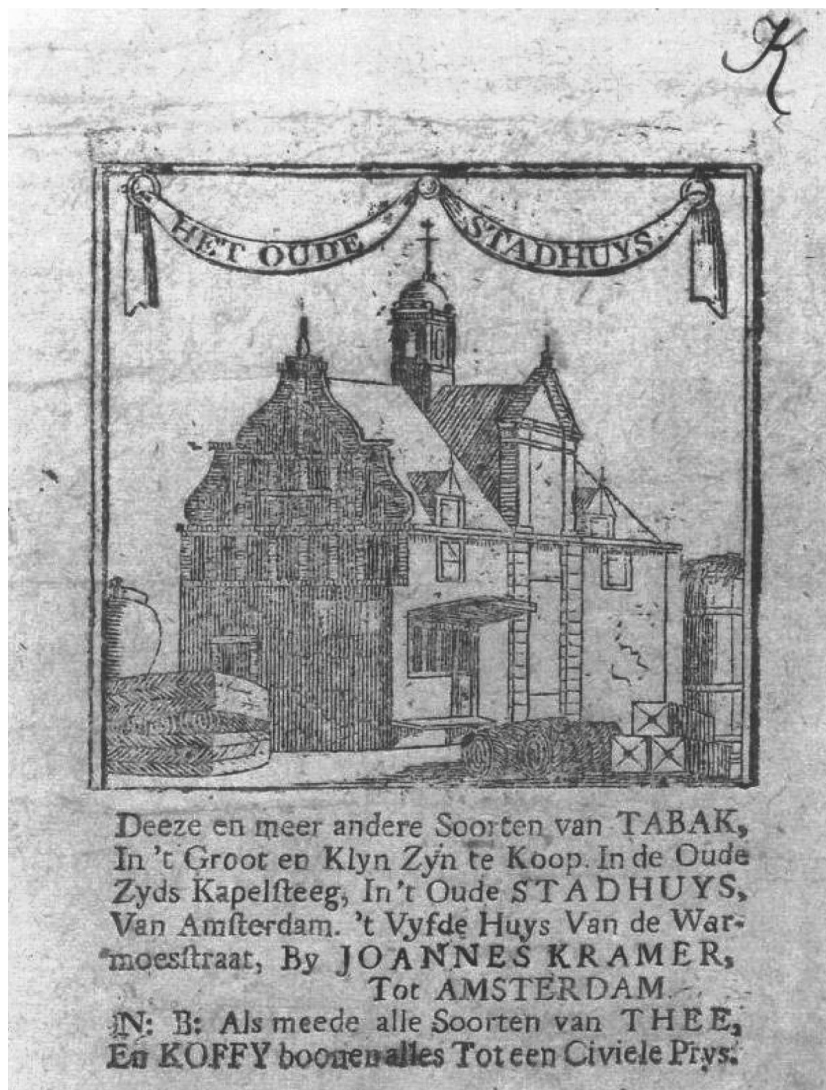 K
HET OUDE STADHUYS.
Deeze en meer andere Soorten van TABAK,
In 't Groot en Klyn Zyn te Koop. In de Oude
Zyds Kapelſteeg, In 't Oude STADHUYS,
Van Amſterdam. 't Vyfde Huys Van de War-
moesſtraat, By JOANNES KRAMER,
Tot AMSTERDAM.
N: B: Als meede alle Soorten van THEE,
En KOFFY boonen alles Tot een Civiele Prys.